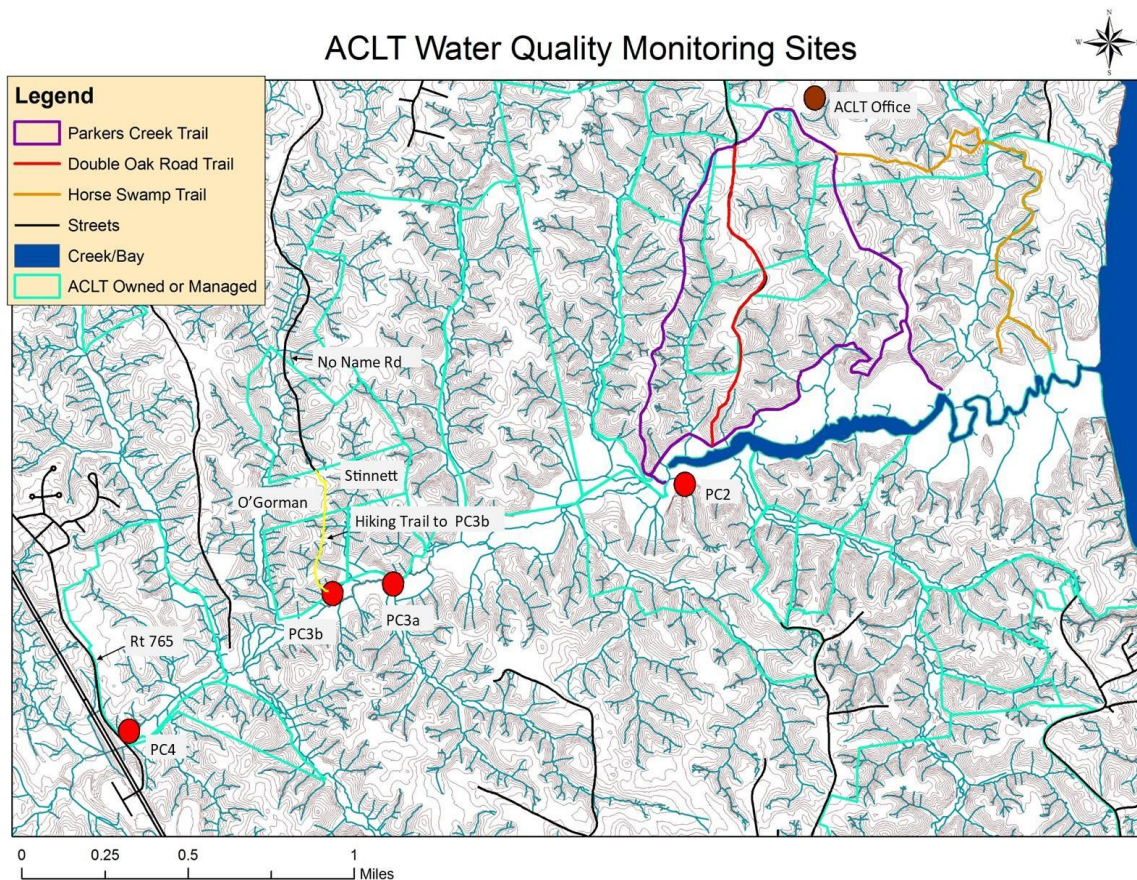 ACLT Water Quality Monitoring Sites
N
W
S
Legend
Parkers Creek Trail
Double Oak Road Trail
Horse Swamp Trail
Streets
Creek/Bay
ACLT Owned or Managed
ACLT Office
No Name Rd
Stinnett
O'Gorman
Hiking Trail to PC3b
PC2
PC3b
PC3a
Rt 765
PC4
0 0.25 0.5 1
Miles